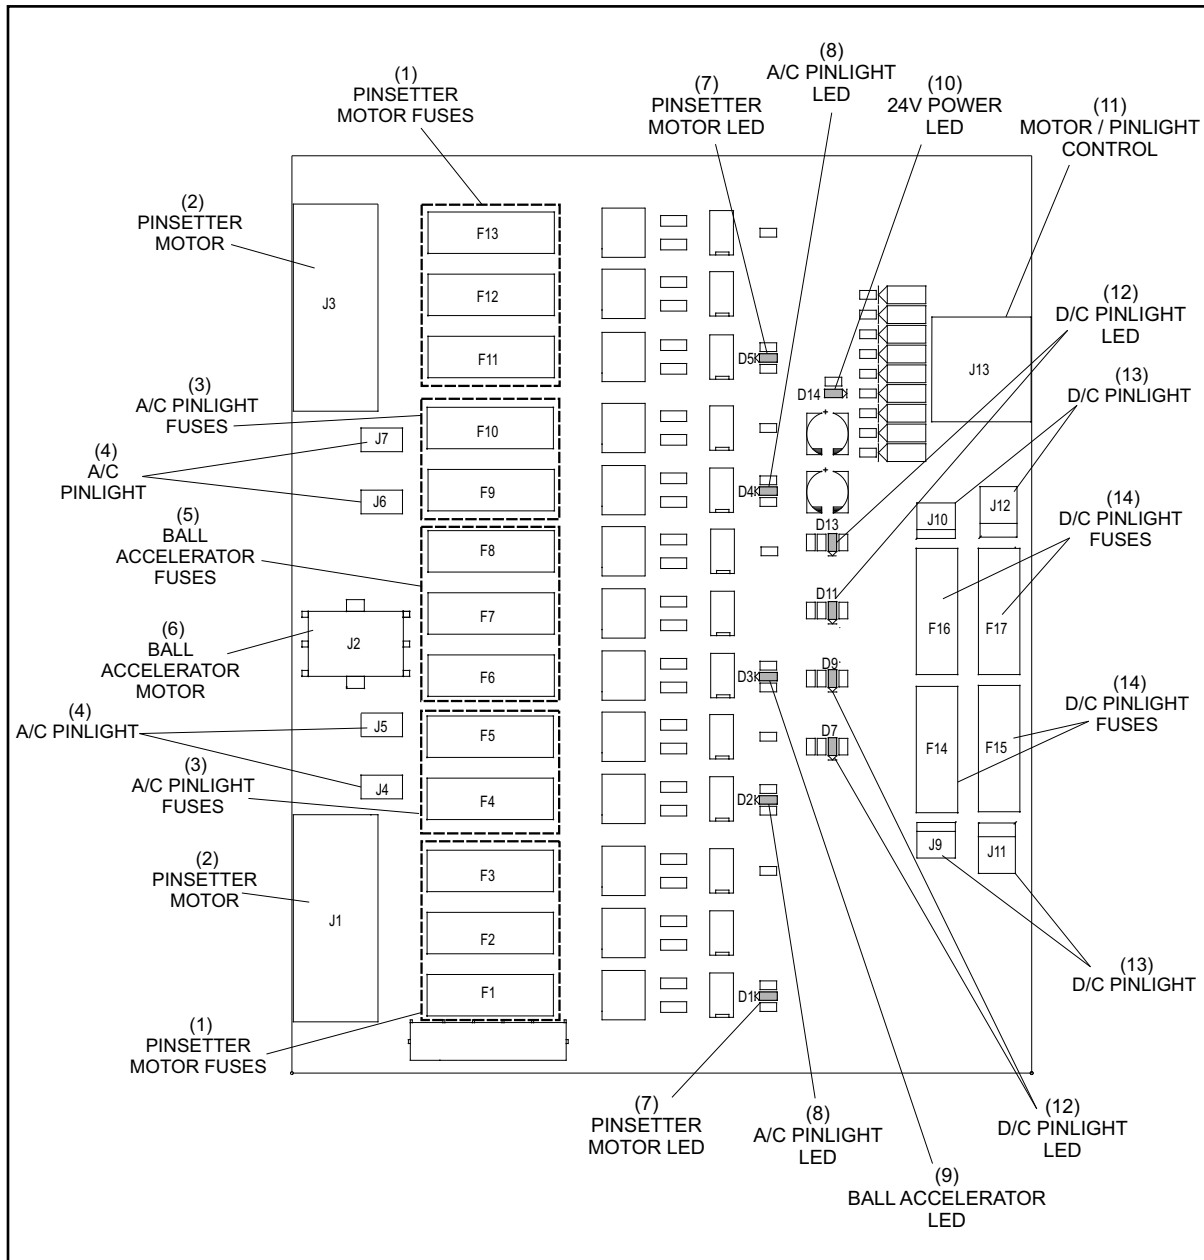 (8)
A/C PINLIGHT
LED
(1)
PINSETTER
MOTOR FUSES
(7)
PINSETTER
MOTOR LED
(10)
24V POWER
LED
(11)
MOTOR / PINLIGHT
CONTROL
(2)
PINSETTER
MOTOR
J3
F13
F12
F11
D5
D14
J13
(12)
D/C PINLIGHT
LED
(13)
D/C PINLIGHT
(3)
A/C PINLIGHT
FUSES
J7
F10
(4)
A/C
PINLIGHT
J6
F9
D4
J10
J12
(14)
D/C PINLIGHT
FUSES
(5)
BALL
ACCELERATOR
FUSES
F8
D13
F7
D11
F16
F17
(6)
BALL
ACCELERATOR
MOTOR
J2
F6
D3
D9
(4)
A/C PINLIGHT
J5
F5
D7
F14
F15
(14)
D/C PINLIGHT
FUSES
(3)
A/C PINLIGHT
FUSES
J4
F4
D2
J9
J11
(2)
PINSETTER
MOTOR
J1
F3
F2
F1
D1
(13)
D/C PINLIGHT
(1)
PINSETTER
MOTOR FUSES
(7)
PINSETTER
MOTOR LED
(8)
A/C PINLIGHT
LED
(12)
D/C PINLIGHT
LED
(9)
BALL ACCELERATOR
LED